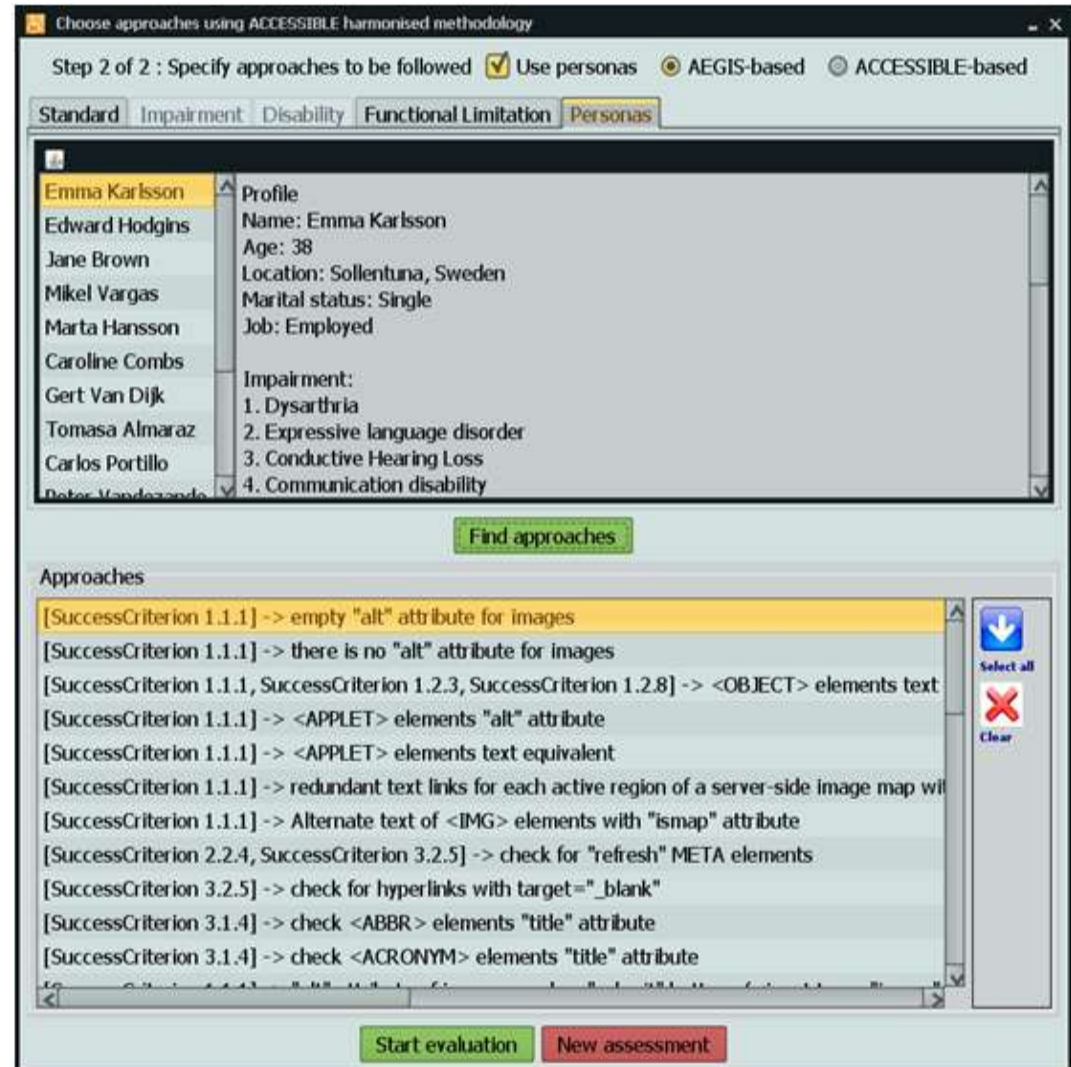 Choose approaches using ACCESSIBLE harmonised methodology
Step 2 of 2 : Specify approaches to be followed Use personas AEGIS-based ACCESSIBLE-based
Standard Impairment Disability Functional Limitation Personas
Emma Karlsson
Edward Hodgins
Jane Brown
Mikel Vargas
Marta Hansson
Caroline Combs
Gert Van Dijk
Tomasa Almaraz
Carlos Portillo
Profile
Name: Emma Karlsson
Age: 38
Location: Sollentuna, Sweden
Marital status: Single
Job: Employed
Impairment:
1. Dysarthria
2. Expressive language disorder
3. Conductive Hearing Loss
4. Communication disability
Find approaches
Approaches
[SuccessCriterion 1.1.1] -> empty "alt" attribute for images
[SuccessCriterion 1.1.1] -> there is no "alt" attribute for images
[SuccessCriterion 1.1.1, SuccessCriterion 1.2.3, SuccessCriterion 1.2.8] -> <OBJECT> elements text
[SuccessCriterion 1.1.1] -> <APPLET> elements "alt" attribute
[SuccessCriterion 1.1.1] -> <APPLET> elements text equivalent
[SuccessCriterion 1.1.1] -> redundant text links for each active region of a server-side image map wi
[SuccessCriterion 1.1.1] -> Alternate text of <IMG> elements with "ismap" attribute
[SuccessCriterion 2.2.4, SuccessCriterion 3.2.5] -> check for "refresh" META elements
[SuccessCriterion 3.2.5] -> check for hyperlinks with target="_blank"
[SuccessCriterion 3.1.4] -> check <ABBR> elements "title" attribute
[SuccessCriterion 3.1.4] -> check <ACRONYM> elements "title" attribute
Select all
Clear
Start evaluation
New assessment